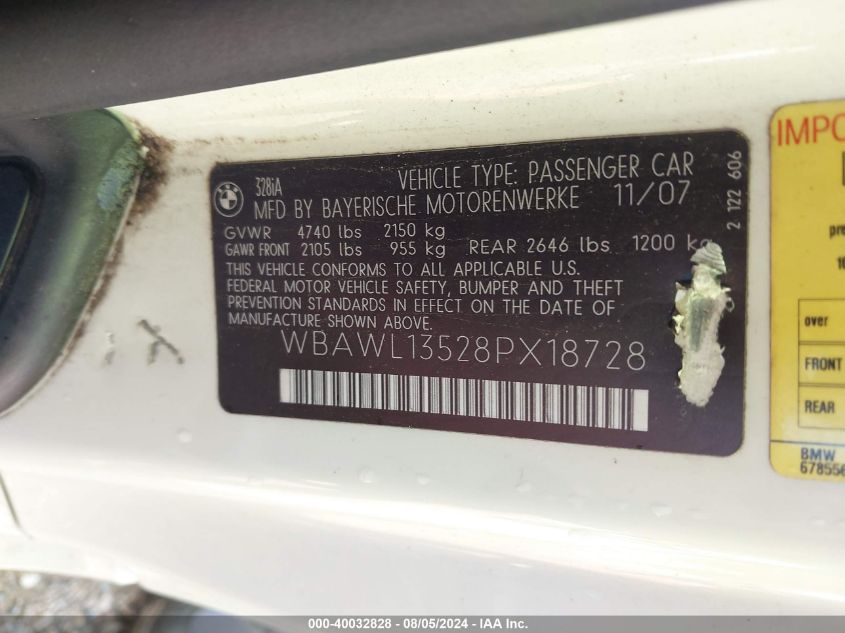 BMW
328iA VEHICLE TYPE: PASSENGER CAR
MFD BY BAYERISCHE MOTORENWERKE 11/07
GVWR 4740 lbs 2150 kg
GAWR FRONT 2105 lbs 955 kg REAR 2646 lbs 1200 kg
THIS VEHICLE CONFORMS TO ALL APPLICABLE U.S.
FEDERAL MOTOR VEHICLE SAFETY, BUMPER AND THEFT
PREVENTION STANDARDS IN EFFECT ON THE DATE OF
MANUFACTURE SHOWN ABOVE.
WBAWL13528PX18728
2 122 606
IMPO
pre
over
FRONT
REAR
BMW
67855
000-40032828 - 08/05/2024 - IAA Inc.